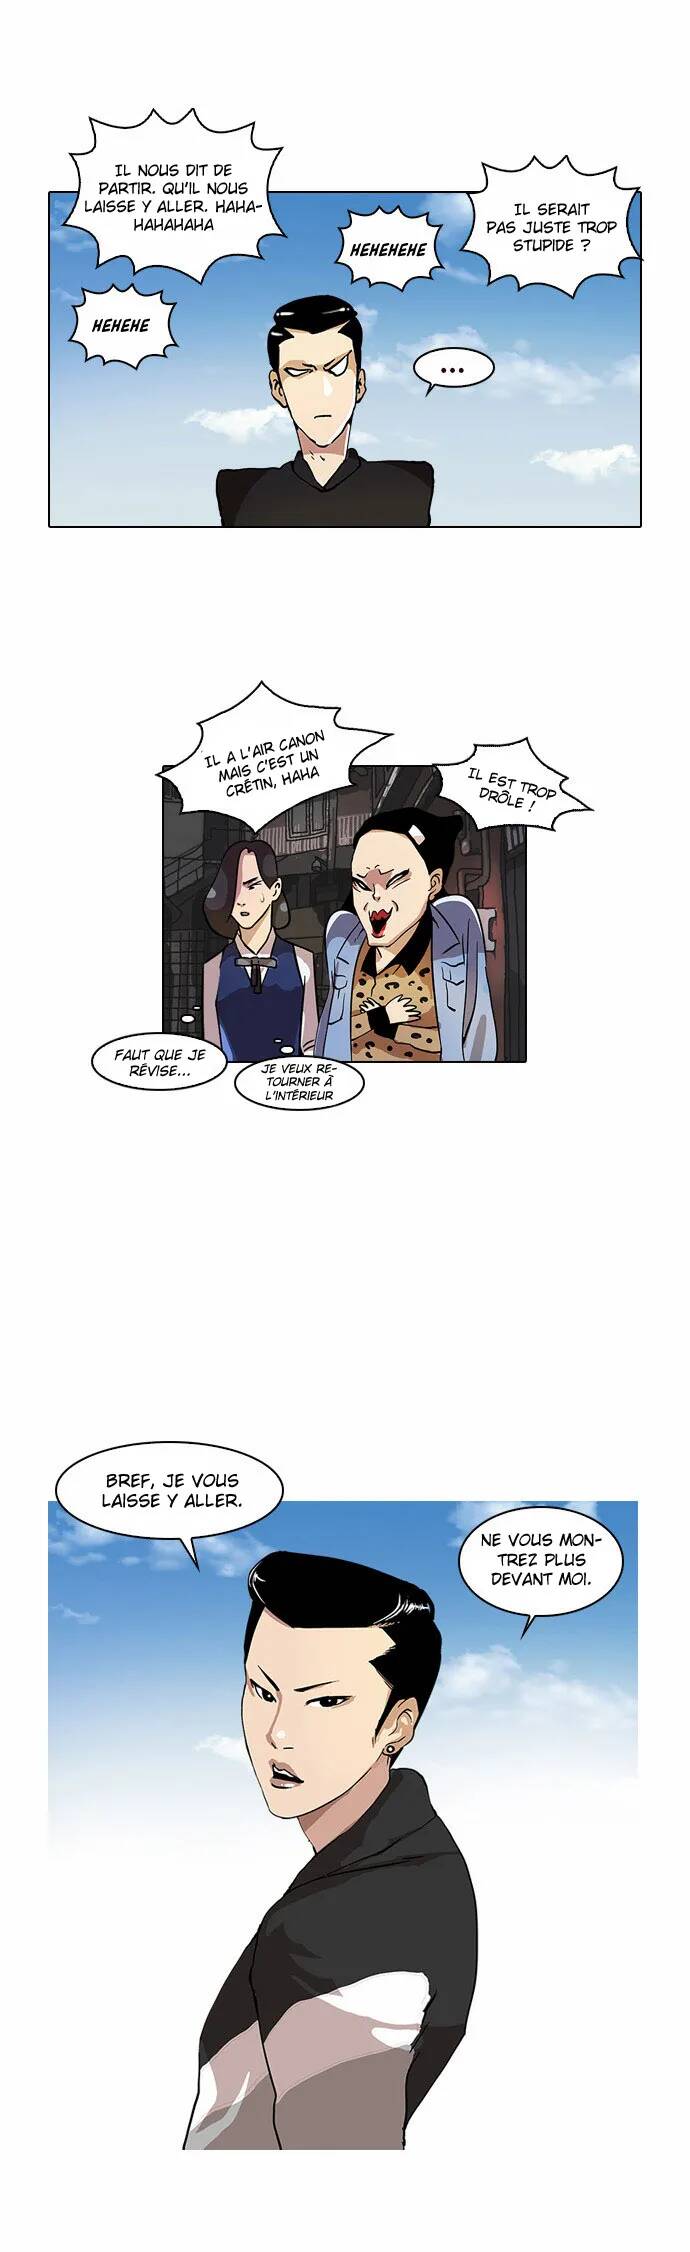 IL NOUS DIT DE
PARTIR. QU'IL NOUS
LAISSE Y ALLER. HAHA-
HAHAHAHA
HEHEHEHE
IL SERAIT
PAS JUSTE TROP
STUPIDE ?
HEHEHE
...
IL A L'AIR CANON
MAIS C'EST UN
CRÉTIN, HAHA
IL EST TROP
DRÔLE !
FAUT QUE JE
RÉVISE...
JE VEUX RE-
TOURNER À
L'INTÉRIEUR
BREF, JE VOUS
LAISSE Y ALLER.
NE VOUS MON-
TREZ PLUS
DEVANT MOI.